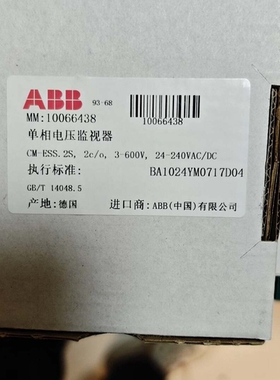 ABB 93-68
MM:10066438
10066438
单相电压监视器
CM-ESS.2S, 2c/o, 3-600V, 24-240VAC/DC
执行标准: BA1024YM0717D04
GB/T 14048.5
产地: 德国 进口商: ABB(中国)有限公司